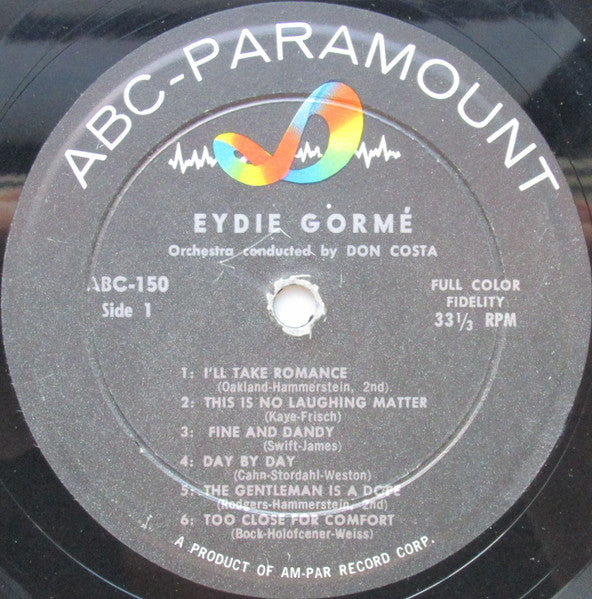 ABC-PARAMOUNT
EYDIE GORMÉ
Orchestra conducted by DON COSTA
ABC-150
Side 1
FULL COLOR
FIDELITY
33 1/3 RPM
1: I'LL TAKE ROMANCE
(Oakland-Hammerstein, 2nd)
2: THIS IS NO LAUGHING MATTER
(Kaye-Frisch)
3: FINE AND DANDY
(Swift-James)
4: DAY BY DAY
(Cahn-Stordahl-Weston)
5: THE GENTLEMAN IS A DOPE
(Rodgers-Hammerstein, 2nd)
6: TOO CLOSE FOR COMFORT
(Bock-Holofcener-Weiss)
A PRODUCT OF AM-PAR RECORD CORP.